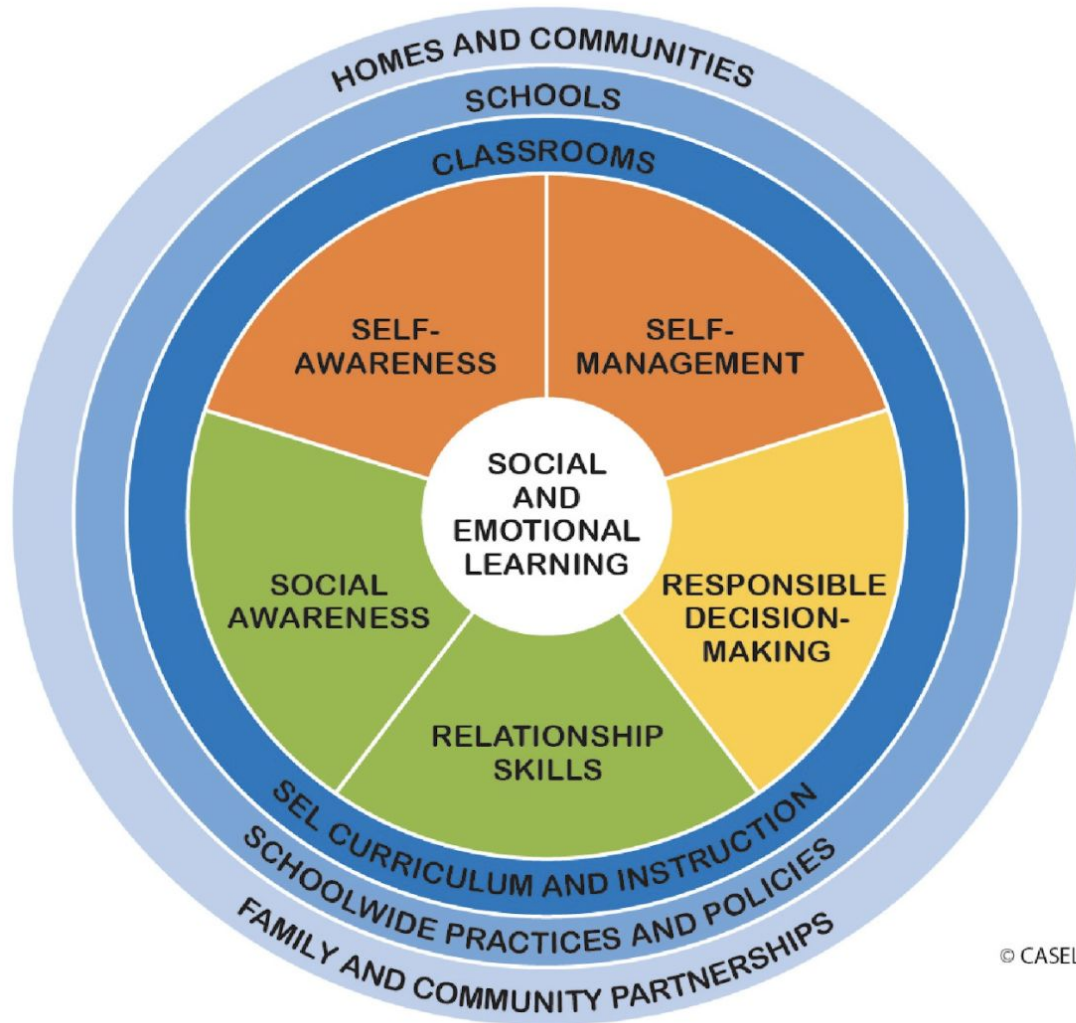 HOMES AND COMMUNITIES
SCHOOLS
CLASSROOMS
SELF-
AWARENESS
SELF-
MANAGEMENT
SOCIAL
AND
EMOTIONAL
LEARNING
SOCIAL
AWARENESS
RESPONSIBLE
DECISION-
MAKING
RELATIONSHIP
SKILLS
SEL CURRICULUM AND INSTRUCTION
SCHOOLWIDE PRACTICES AND POLICIES
FAMILY AND COMMUNITY PARTNERSHIPS
© CASEL